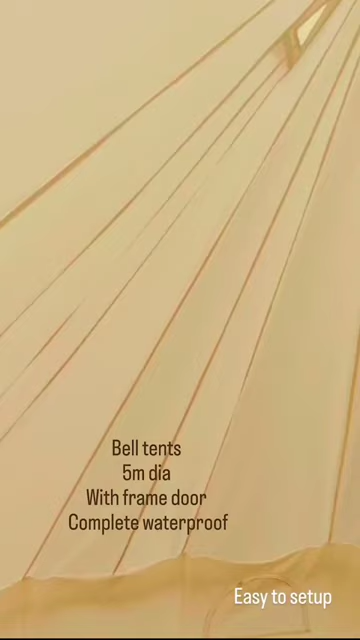 Bell tents
5m dia
With frame door
Complete waterproof
Easy to setup